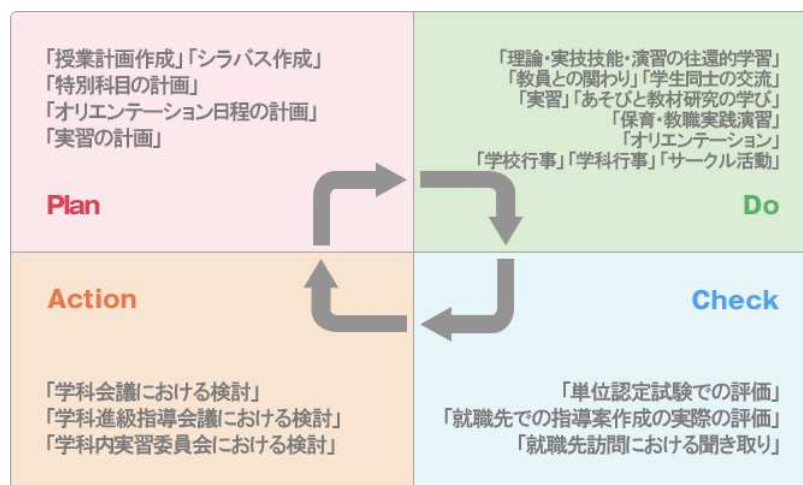 「授業計画作成」「シラバス作成」
「特別科目の計画」
「オリエンテーション日程の計画」
「実習の計画」
Plan
「理論・実技技能・演習の往還的学習」
「教員との関わり」「学生同士の交流」
「実習」「あそびと教材研究の学び」
「保育・教職実践演習」
「オリエンテーション」
「学校行事」「学科行事」「サークル活動」
Do
Action
「学科会議における検討」
「学科進級指導会議における検討」
「学科内実習委員会における検討」
Check
「単位認定試験での評価」
「就職先での指導案作成の実際の評価」
「就職先訪問における聞き取り」